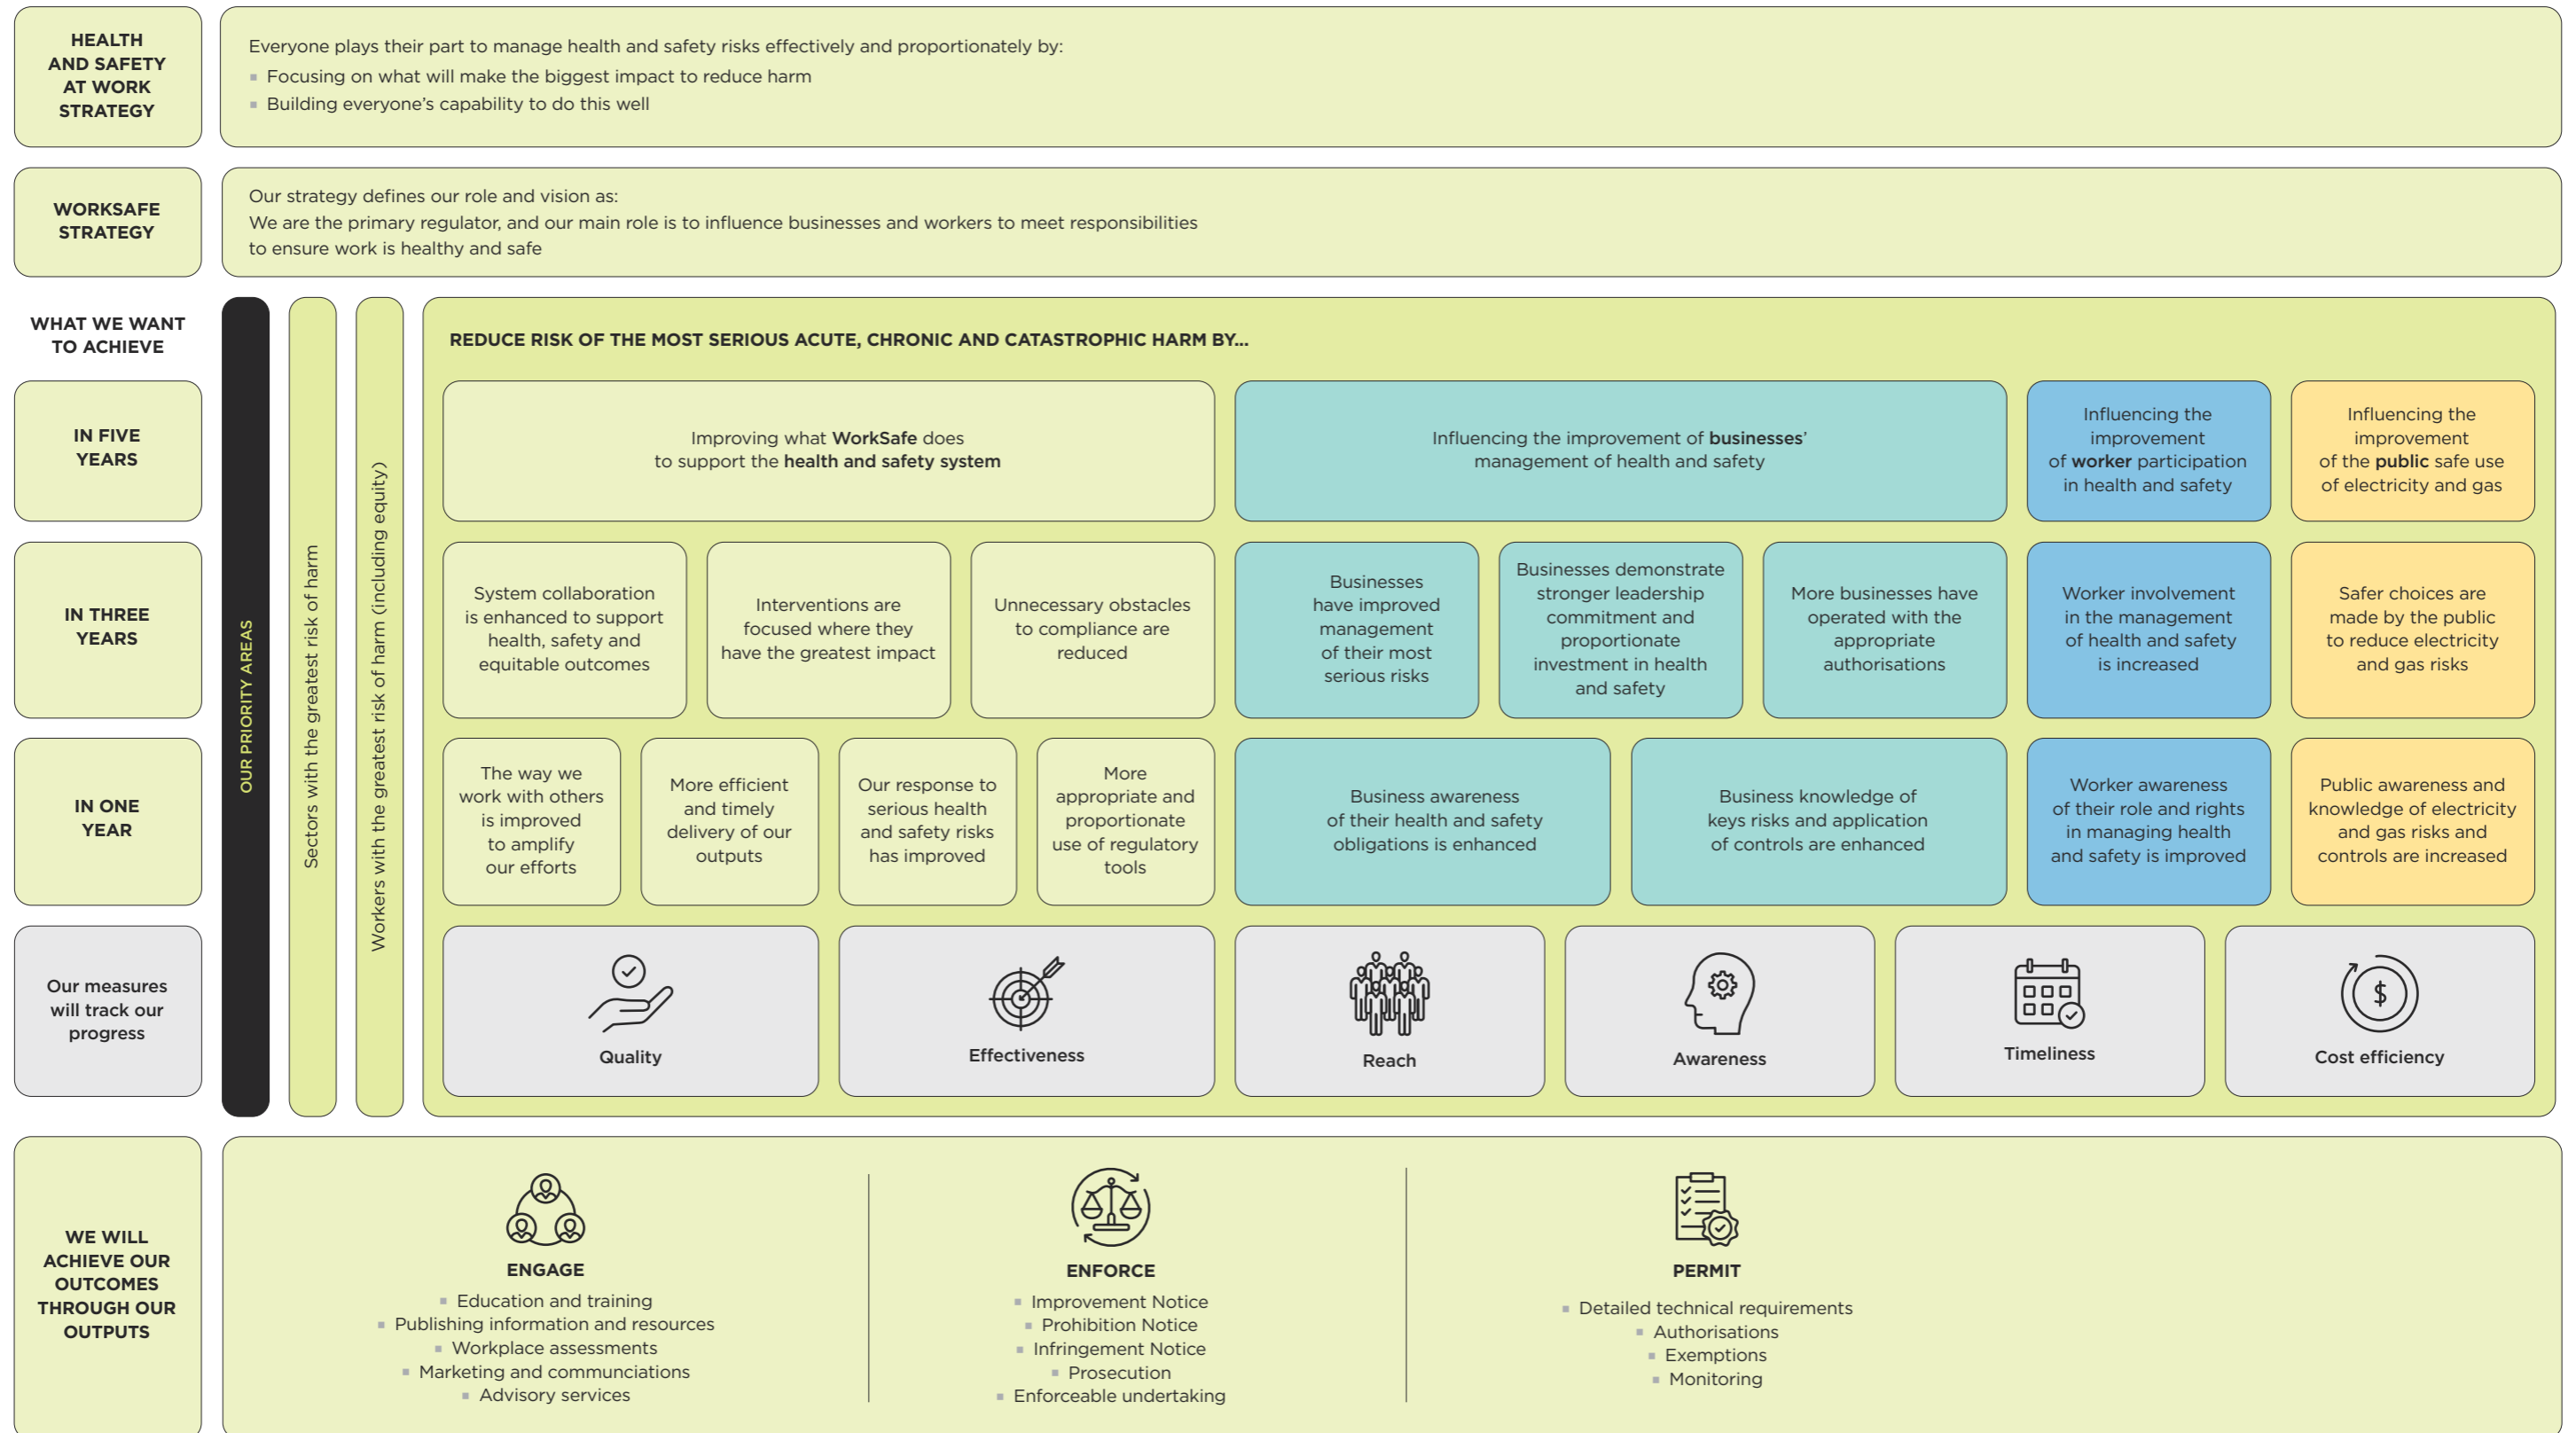 HEALTH
AND SAFETY
AT WORK
STRATEGY
Everyone plays their part to manage health and safety risks effectively and proportionately by:
Focusing on what will make the biggest impact to reduce harm
Building everyone’s capability to do this well
WORKSAFE
STRATEGY
Our strategy defines our role and vision as:
We are the primary regulator, and our main role is to influence businesses and workers to meet responsibilities
to ensure work is healthy and safe
WHAT WE WANT
TO ACHIEVE
OUR PRIORITY AREAS
Sectors with the greatest risk of harm
Workers with the greatest risk of harm (including equity)
REDUCE RISK OF THE MOST SERIOUS ACUTE, CHRONIC AND CATASTROPHIC HARM BY...
IN FIVE
YEARS
Improving what WorkSafe does
to support the health and safety system
Influencing the improvement of businesses’
management of health and safety
Influencing the
improvement
of worker participation
in health and safety
Influencing the
improvement
of the public safe use
of electricity and gas
IN THREE
YEARS
System collaboration
is enhanced to support
health, safety and
equitable outcomes
Interventions are
focused where they
have the greatest impact
Unnecessary obstacles
to compliance are
reduced
Businesses
have improved
management
of their most
serious risks
Businesses demonstrate
stronger leadership
commitment and
proportionate
investment in health
and safety
More businesses have
operated with the
appropriate
authorisations
Worker involvement
in the management
of health and safety
is increased
Safer choices are
made by the public
to reduce electricity
and gas risks
IN ONE
YEAR
The way we
work with others
is improved
to amplify
our efforts
More efficient
and timely
delivery of our
outputs
Our response to
serious health
and safety risks
has improved
More
appropriate and
proportionate
use of regulatory
tools
Business awareness
of their health and safety
obligations is enhanced
Business knowledge of
keys risks and application
of controls are enhanced
Worker awareness
of their role and rights
in managing health
and safety is improved
Public awareness and
knowledge of electricity
and gas risks and
controls are increased
Our measures
will track our
progress
Quality
Effectiveness
Reach
Awareness
Timeliness
$
Cost efficiency
WE WILL
ACHIEVE OUR
OUTCOMES
THROUGH OUR
OUTPUTS
ENGAGE
Education and training
Publishing information and resources
Workplace assessments
Marketing and communciations
Advisory services
ENFORCE
Improvement Notice
Prohibition Notice
Infringement Notice
Prosecution
Enforceable undertaking
PERMIT
Detailed technical requirements
Authorisations
Exemptions
Monitoring